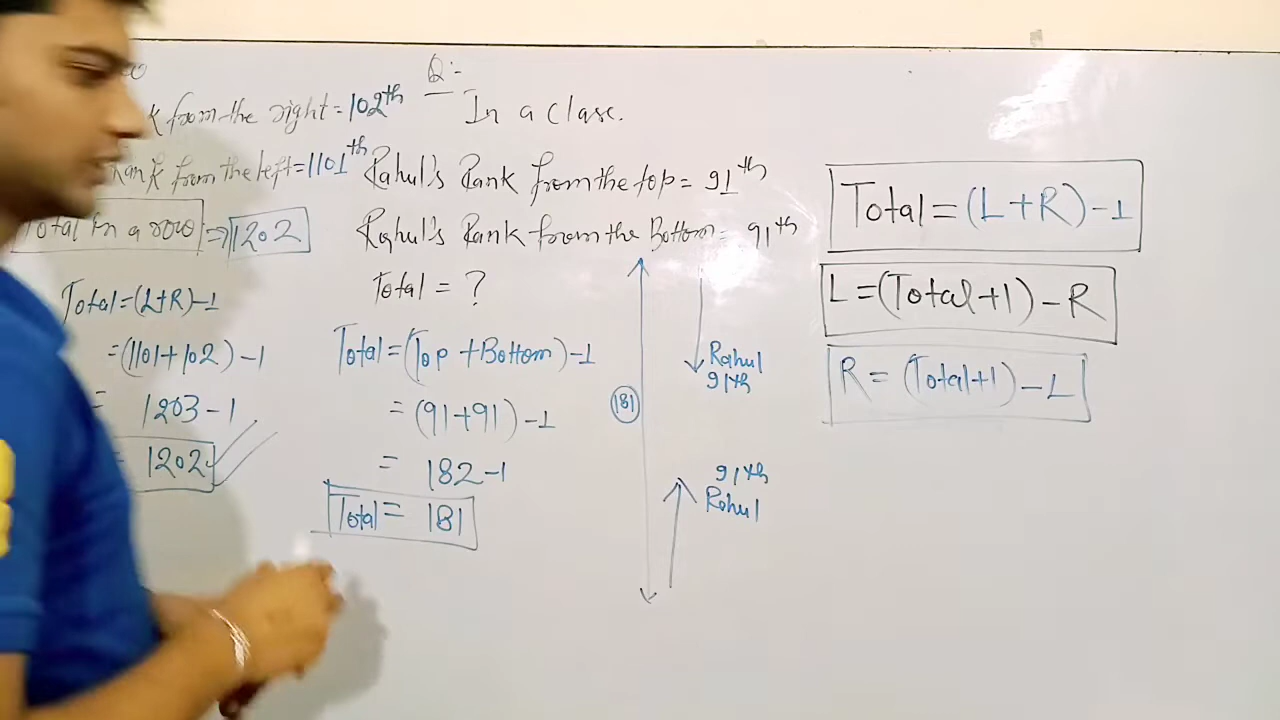 from the right = 102th
Rank from the left = 1101th
Total in a row => 1202
Total = (L+R)-1
= (1101+102)-1
= 1203-1
= 1202
Q:-
In a class.
Rahul's Rank from the top = 91th
Rahul's Rank from the Bottom = 91th
Total = ?
Total = (Top + Bottom)-1
= (91+91)-1
= 182-1
Total = 181
181
Rahul
91th
91th
Rahul
Total = (L+R)-1
L = (Total+1)-R
R = (Total+1)-L